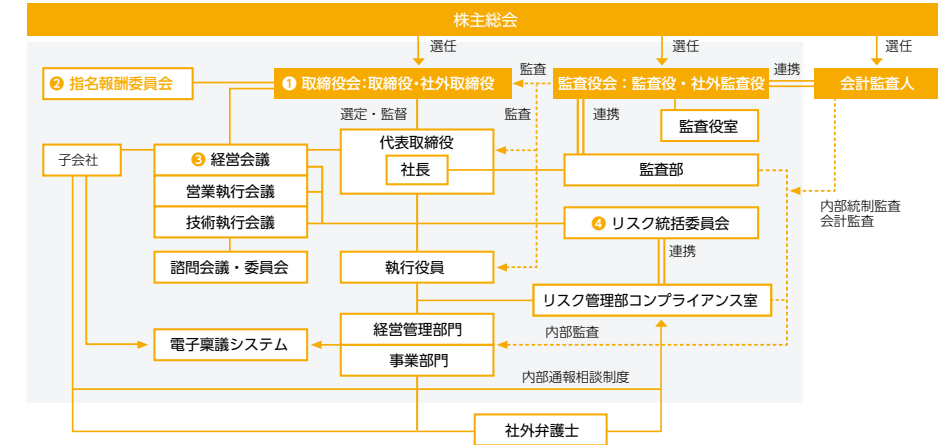 株主総会
選任
選任
選任
❷ 指名報酬委員会
❶ 取締役会：取締役・社外取締役
監査
監査役会：監査役・社外監査役
連携
会計監査人
選定・監督
監査
連携
監査役室
代表取締役
社長
子会社
❸ 経営会議
監査部
営業執行会議
技術執行会議
❹ リスク統括委員会
内部統制監査
会計監査
連携
諮問会議・委員会
執行役員
リスク管理部コンプライアンス室
経営管理部門
内部監査
電子稟議システム
事業部門
内部通報相談制度
社外弁護士